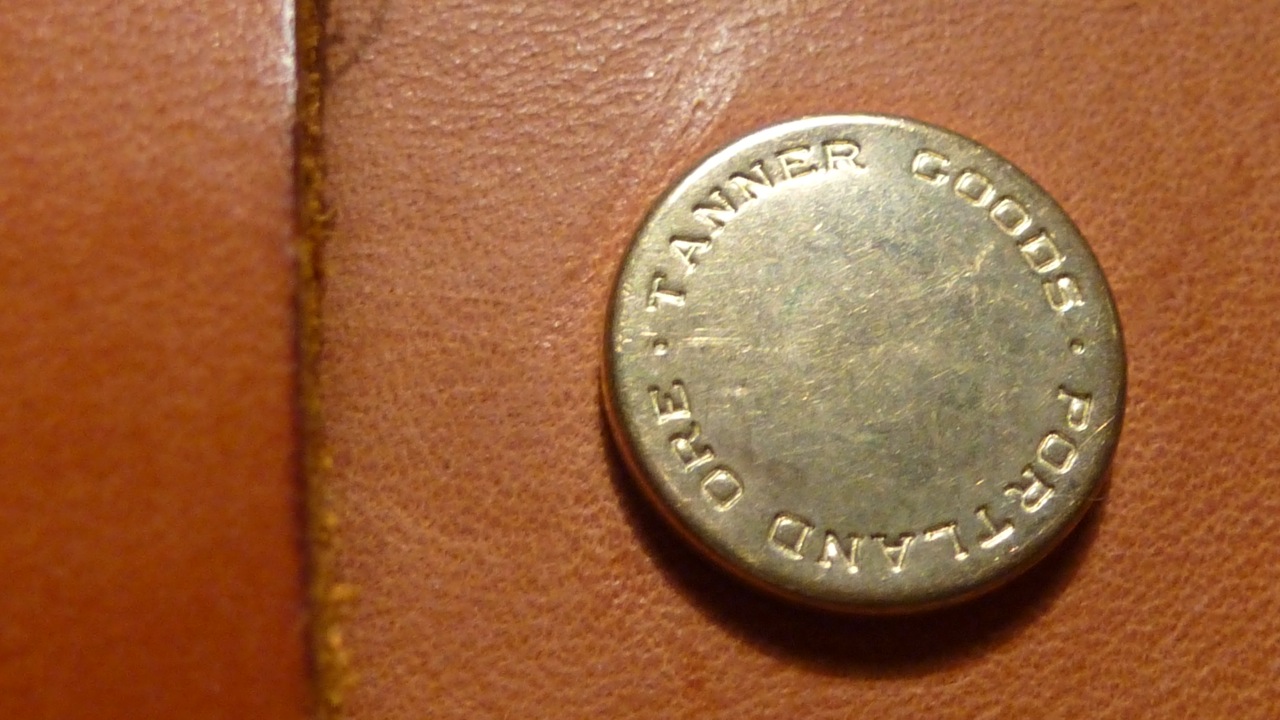 · TANNER GOODS · PORTLAND ORE